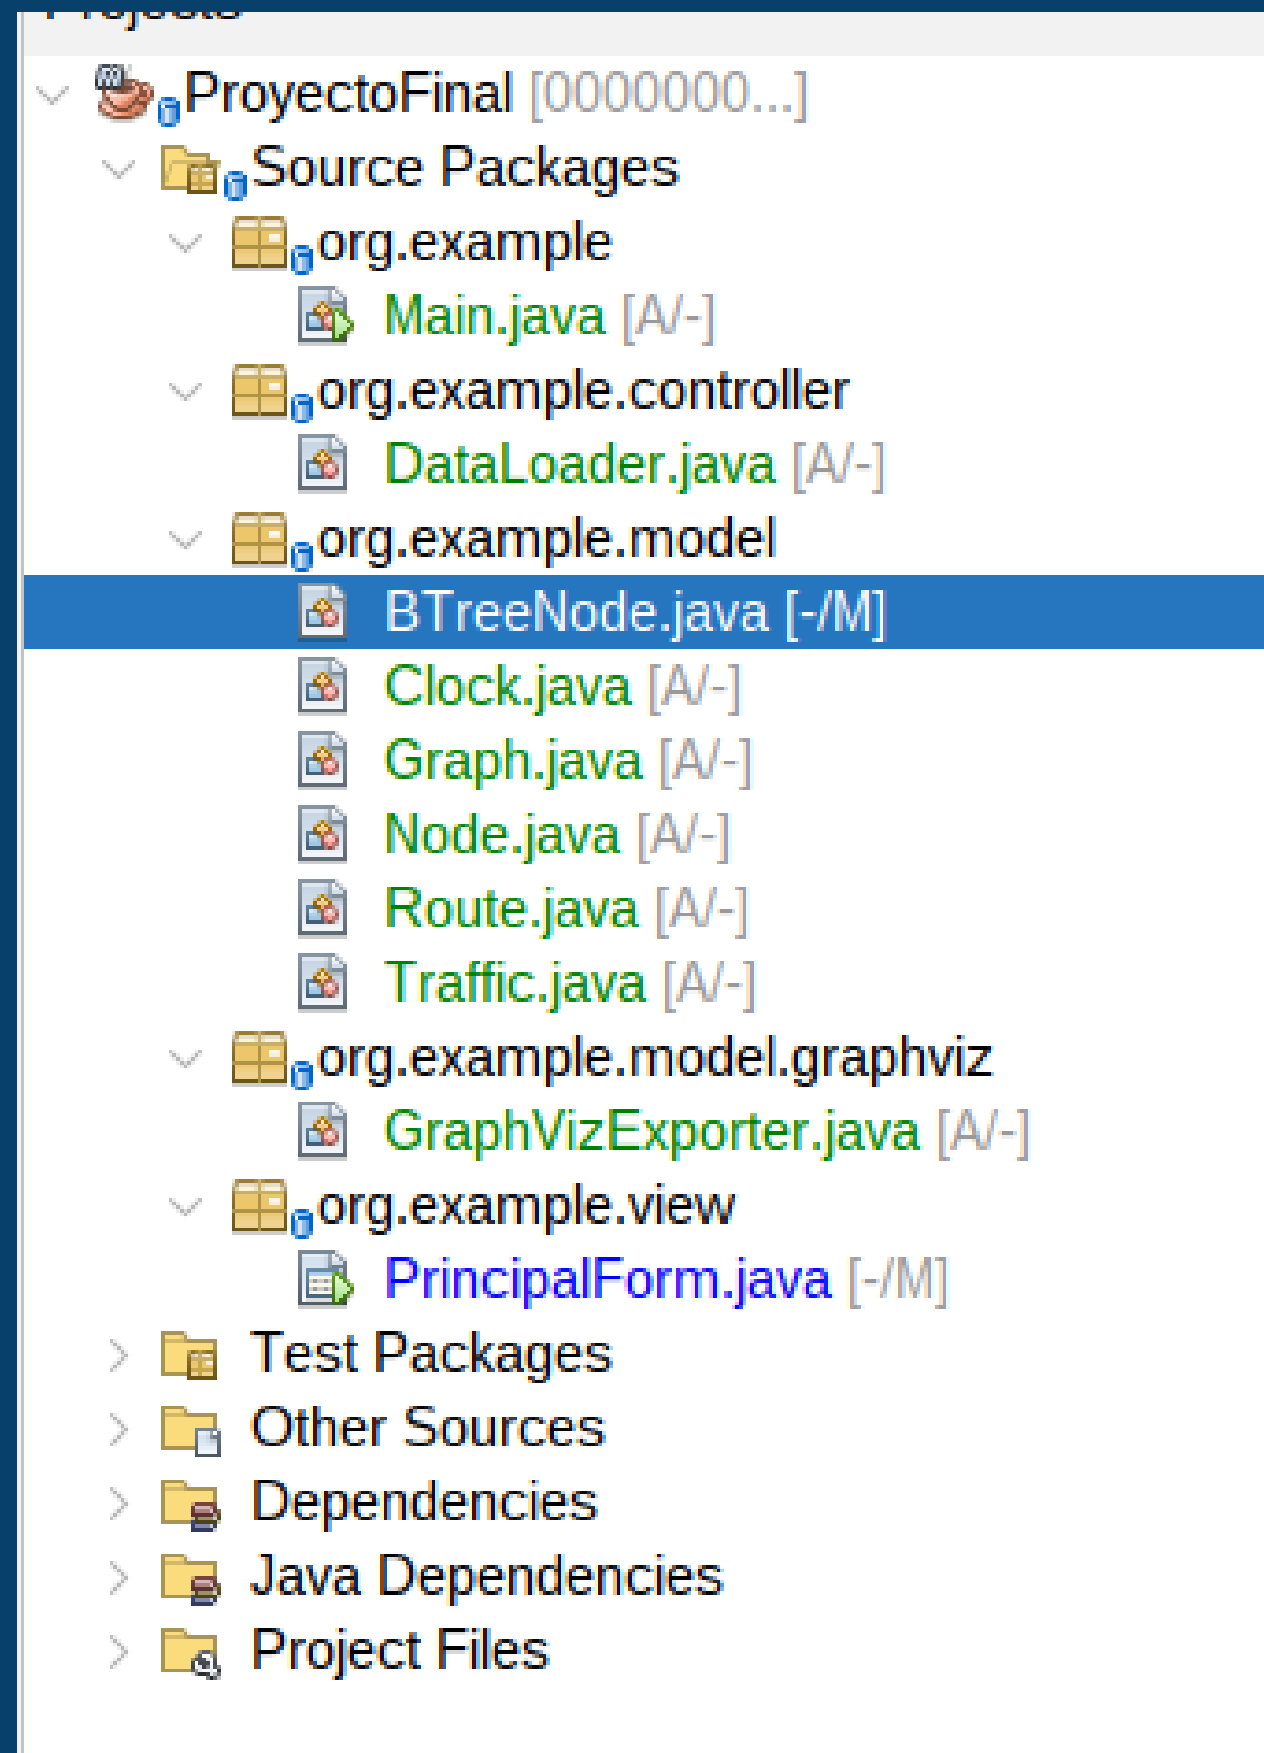 Projects
ProyectoFinal [0000000...]
Source Packages
org.example
Main.java [A/-]
org.example.controller
DataLoader.java [A/-]
org.example.model
BTreeNode.java [-/M]
Clock.java [A/-]
Graph.java [A/-]
Node.java [A/-]
Route.java [A/-]
Traffic.java [A/-]
org.example.model.graphviz
GraphVizExporter.java [A/-]
org.example.view
PrincipalForm.java [-/M]
Test Packages
Other Sources
Dependencies
Java Dependencies
Project Files